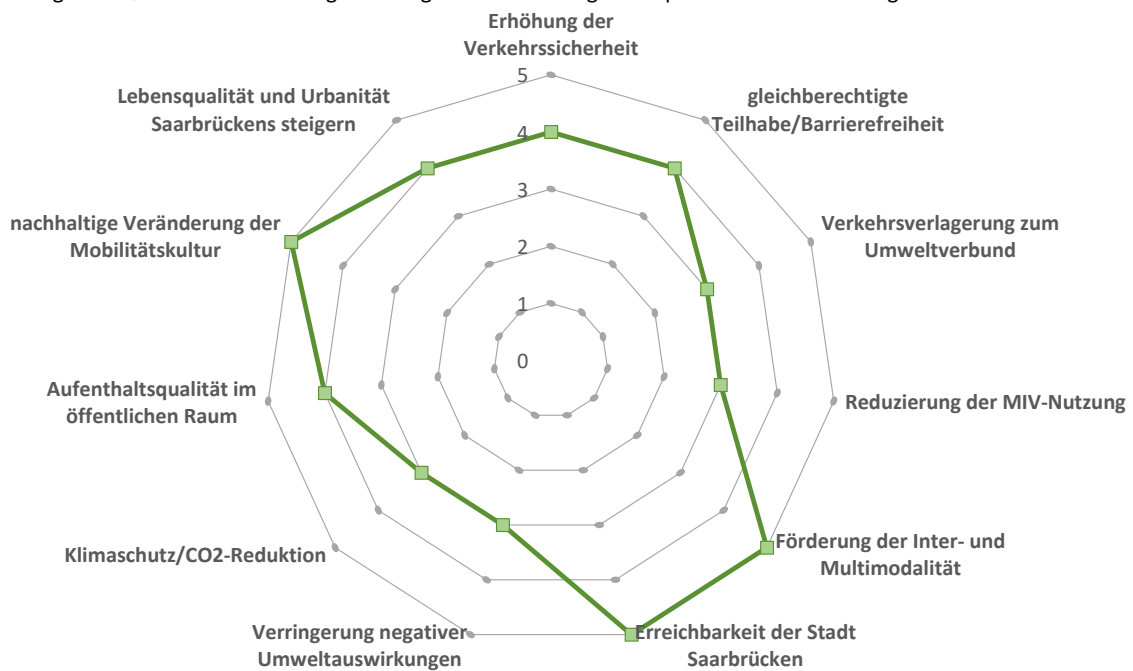 Erhöhung der
Verkehrssicherheit
gleichberechtigte
Teilhabe/Barrierefreiheit
Verkehrsverlagerung zum
Umweltverbund
Reduzierung der MIV-Nutzung
Förderung der Inter- und
Multimodalität
Erreichbarkeit der Stadt
Saarbrücken
Verringerung negativer
Umweltauswirkungen
Klimaschutz/CO2-Reduktion
Aufenthaltsqualität im
öffentlichen Raum
nachhaltige Veränderung der
Mobilitätskultur
Lebensqualität und Urbanität
Saarbrückens steigern
5
4
3
2
1
0